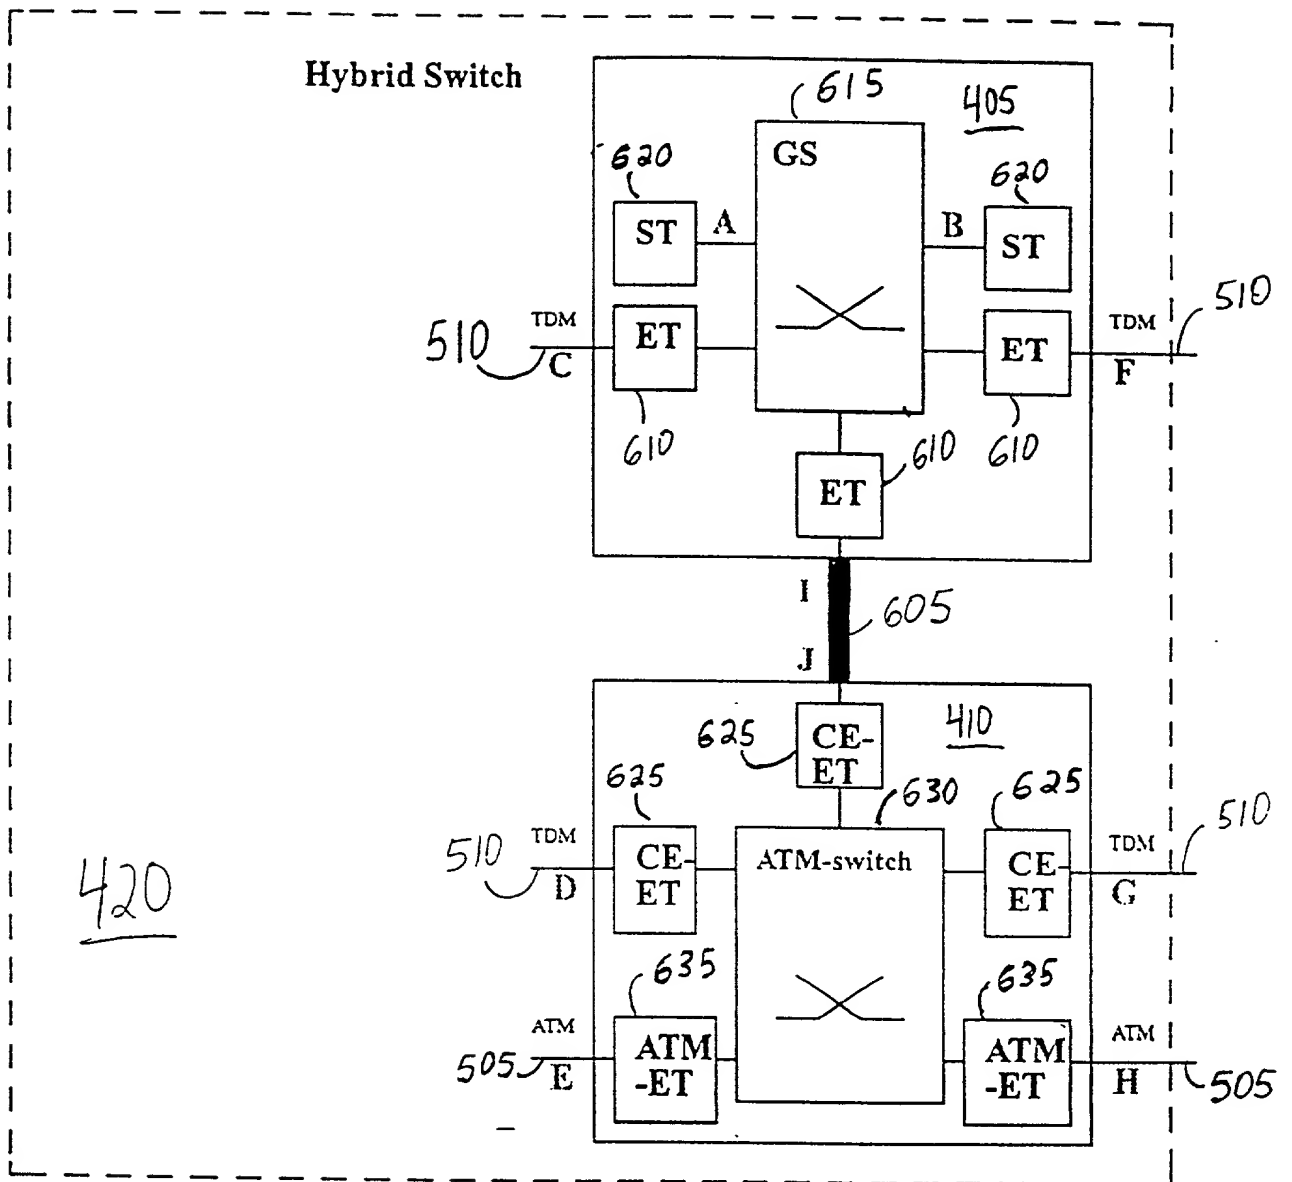 Hybrid Switch
615
405
GS
620
620
ST
A
B
ST
510
TDM
C
ET
ET
TDM
F
510
610
610
610
ET
I
605
J
410
625
CE-
ET
625
630
625
510
TDM
D
CE-
ET
ATM-switch
CE-
ET
TDM
G
510
420
635
635
ATM
E
505
ATM
-ET
ATM
-ET
ATM
H
505